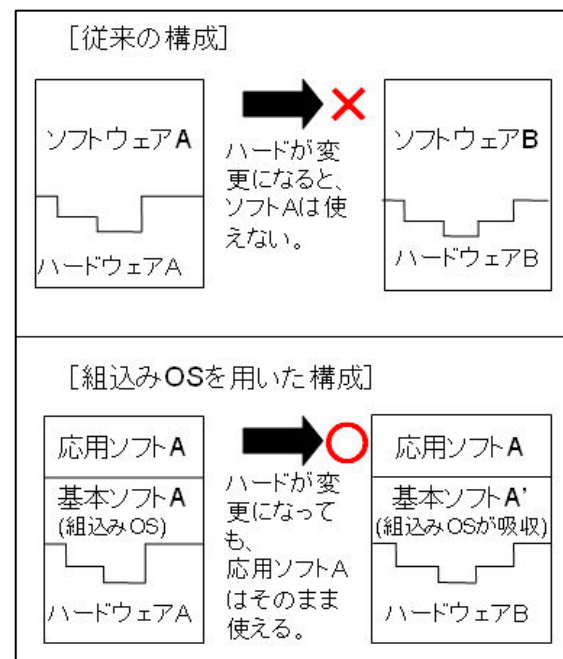 [従来の構成]
ソフトウェアA
ハードウェアA
ハードが変
更になると、
ソフトAは使
えない。
ソフトウェアB
ハードウェアB
[組込みOSを用いた構成]
応用ソフトA
基本ソフトA
(組込みOS)
ハードウェアA
ハードが変
更になって
も、
応用ソフトA
はそのまま
使える。
応用ソフトA
基本ソフトA’
(組込みOSが吸収)
ハードウェアB